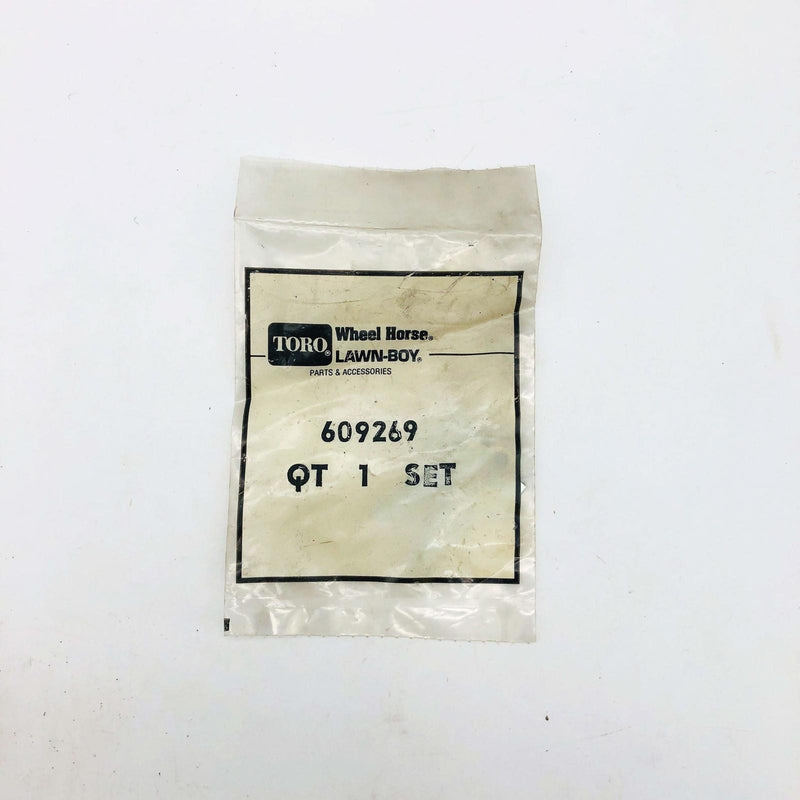 TORO® Wheel Horse®
LAWN-BOY®
PARTS & ACCESSORIES
609269
QT 1 SET